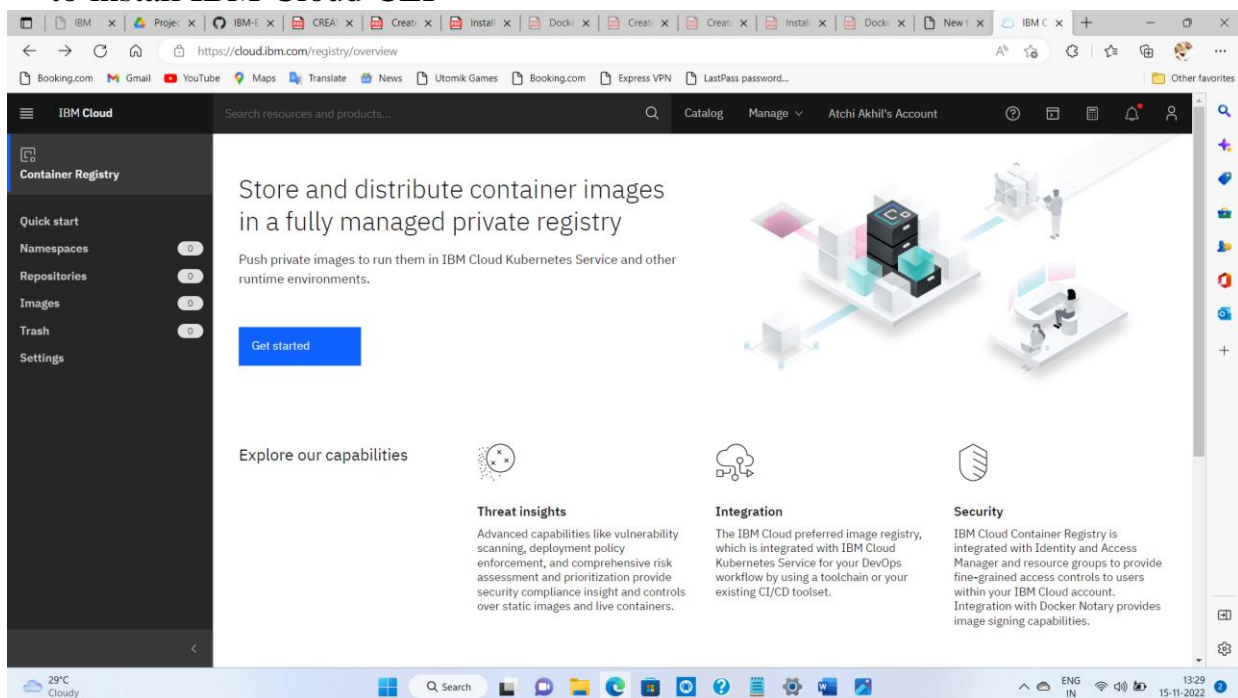 to install IBM Cloud CLI
IBM
Projec
IBM-E
CREA
Creat
Install
Dock
Creat
Creat
Install
Dock
New t
IBM C
https://cloud.ibm.com/registry/overview
Booking.com Gmail YouTube Maps Translate News Utomik Games Booking.com Express VPN LastPass password... Other favorites
IBM Cloud Search resources and products... Catalog Manage Atchi Akhil's Account
Container Registry
Quick start
Namespaces 0
Repositories 0
Images 0
Trash 0
Settings
Store and distribute container images
in a fully managed private registry
Push private images to run them in IBM Cloud Kubernetes Service and other
runtime environments.
Get started
Explore our capabilities
Threat insights
Advanced capabilities like vulnerability
scanning, deployment policy
enforcement, and comprehensive risk
assessment and prioritization provide
security compliance insight and controls
over static images and live containers.
Integration
The IBM Cloud preferred image registry,
which is integrated with IBM Cloud
Kubernetes Service for your DevOps
workflow by using a toolchain or your
existing CI/CD toolset.
Security
IBM Cloud Container Registry is
integrated with Identity and Access
Manager and resource groups to provide
fine-grained access controls to users
within your IBM Cloud account.
Integration with Docker Notary provides
image signing capabilities.
29°C
Cloudy
Search
ENG
IN
13:29
15-11-2022
2